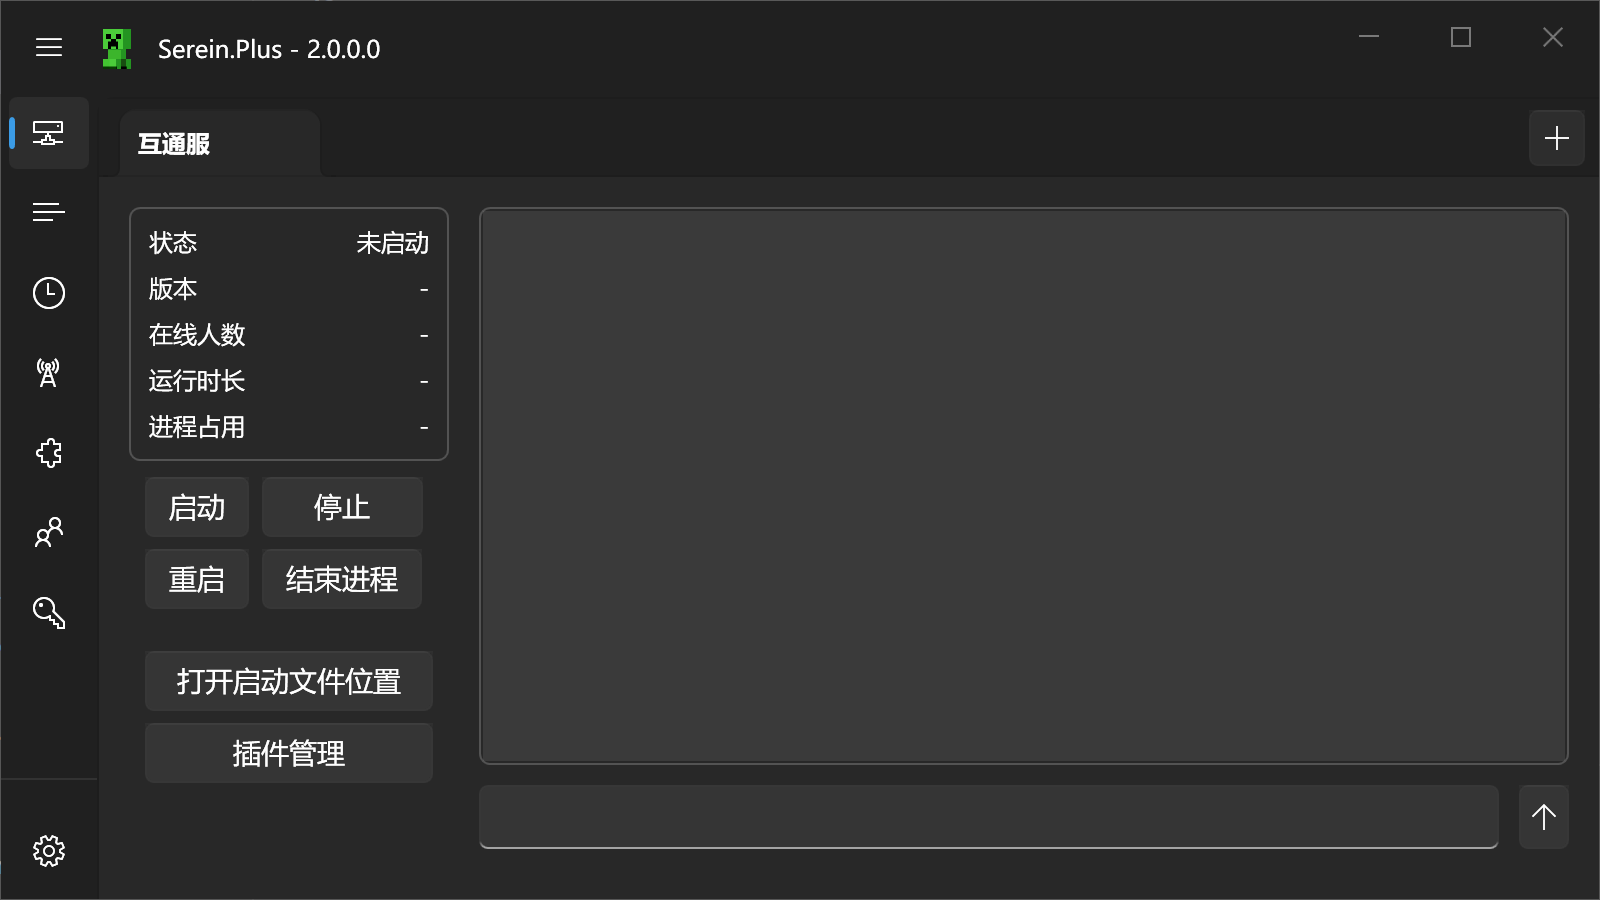 Serein.Plus - 2.0.0.0
互通服
状态 未启动
版本 -
在线人数 -
运行时长 -
进程占用 -
启动 停止
重启 结束进程
打开启动文件位置
插件管理